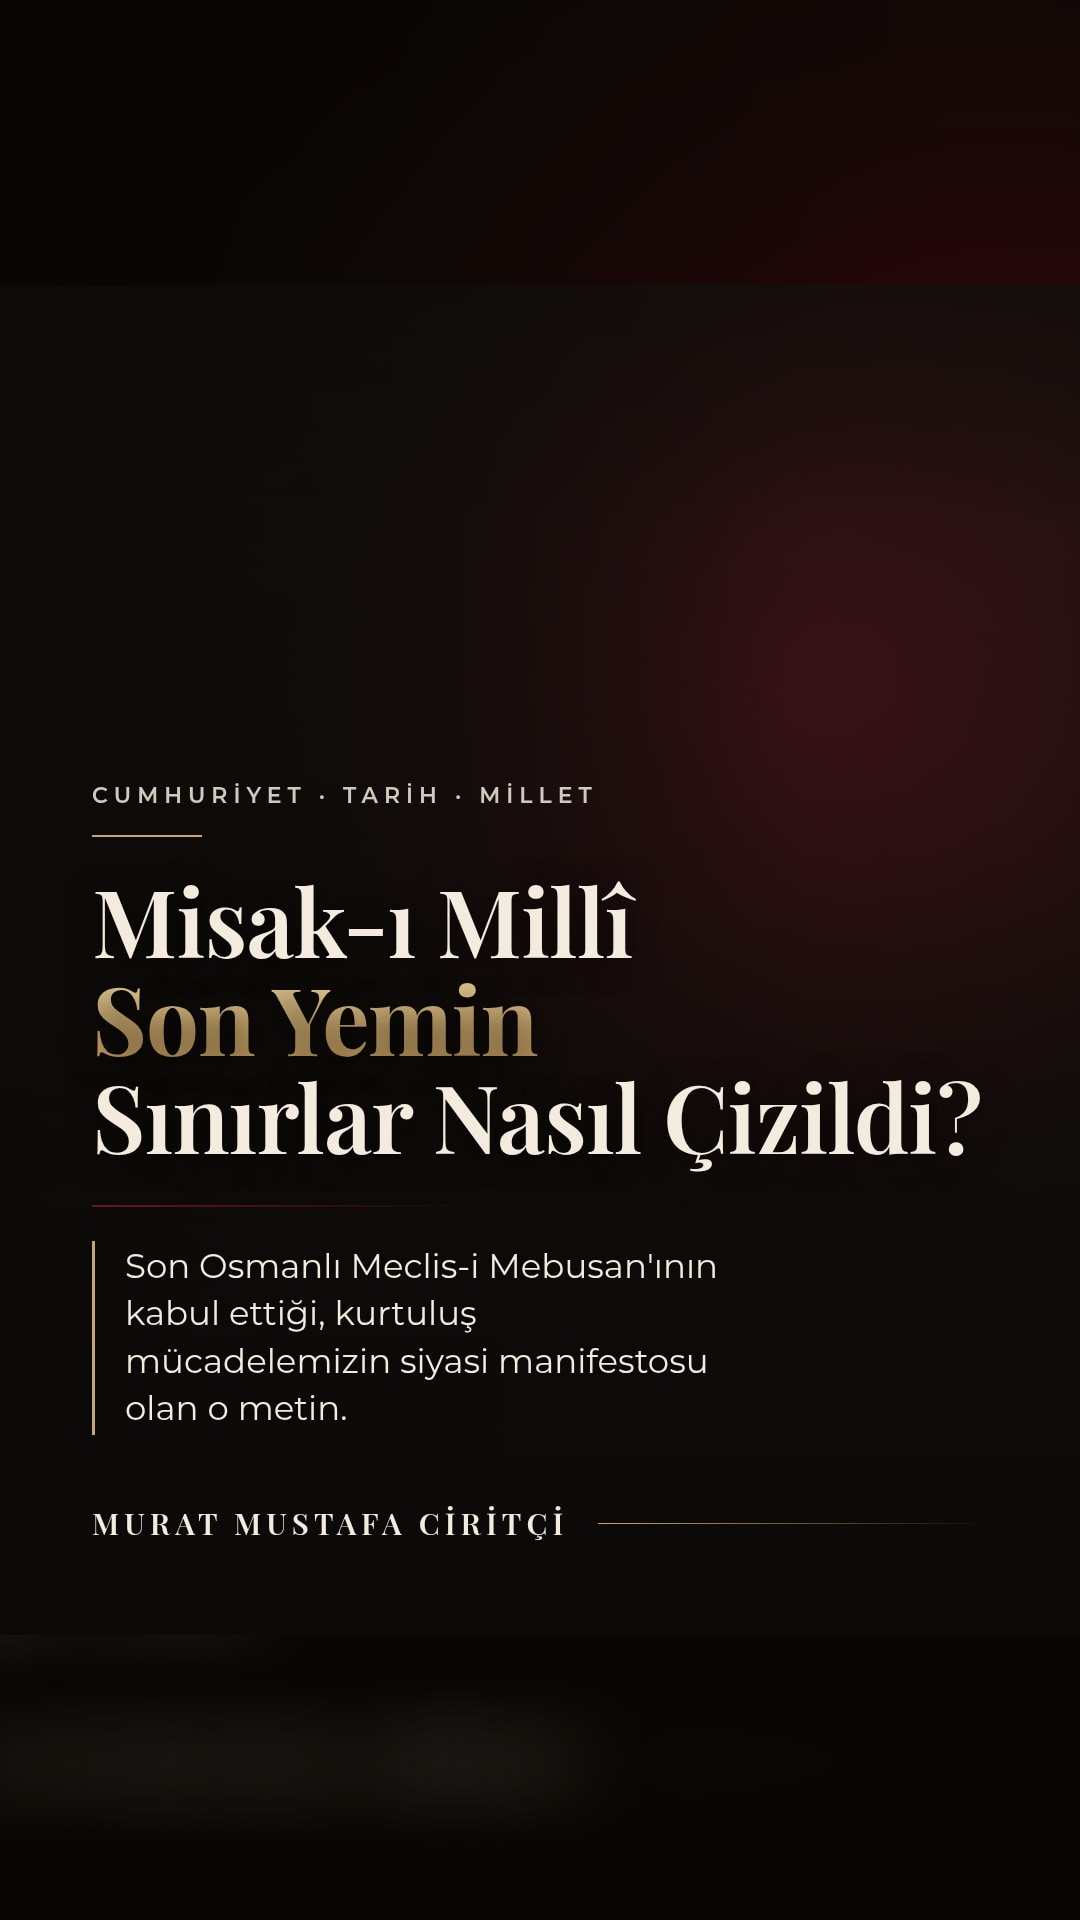 CUMHURİYET · TARİH · MİLLET
Misak-ı Millî
Son Yemin
Sınırlar Nasıl Çizildi?
Son Osmanlı Meclis-i Mebusan'ının
kabul ettiği, kurtuluş
mücadelemizin siyasi manifestosu
olan o metin.
MURAT MUSTAFA CİRİTÇİ